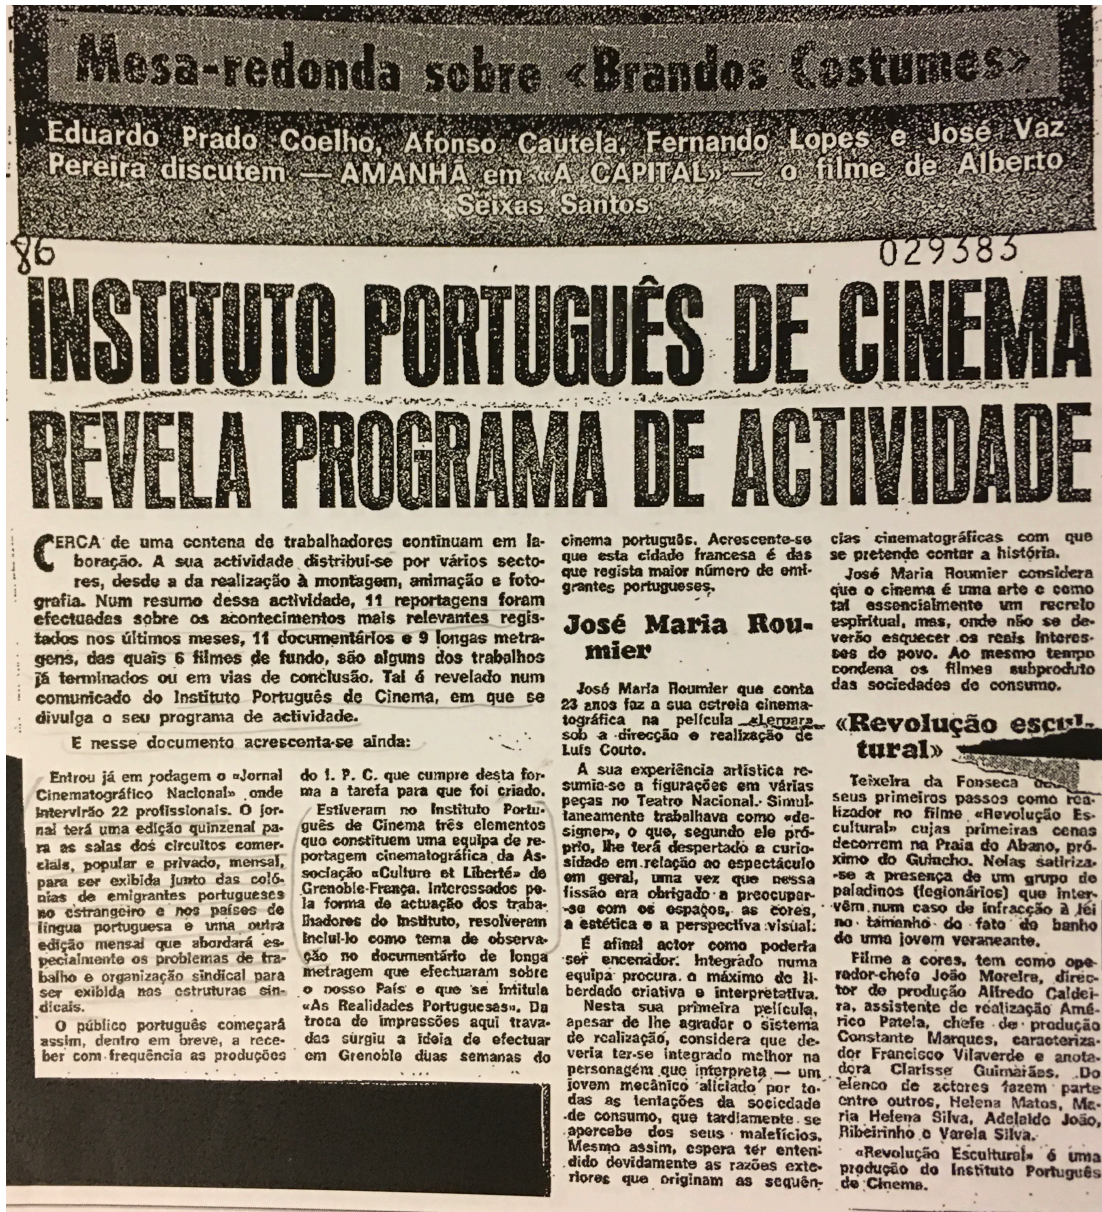 Mesa-redonda sobre «Brandos Costumes»
Eduardo Prado Coelho, Afonso Cautela, Fernando Lopes e José Vaz
Pereira discutem — AMANHÃ em «A CAPITAL» — o filme de Alberto
Seixas Santos
86
029383
INSTITUTO PORTUGUÊS DE CINEMA
REVELA PROGRAMA DE ACTIVIDADE
CERCA de uma centena de trabalhadores continuam em la-
boração. A sua actividade distribui-se por vários secto-
res, desde a da realização à montagem, animação e foto-
grafia. Num resumo dessa actividade, 11 reportagens foram
efectuadas sobre os acontecimentos mais relevantes regis-
tados nos últimos meses, 11 documentários e 9 longas metra-
gens, das quais 6 filmes de fundo, são alguns dos trabalhos
já terminados ou em vias de conclusão. Tal é revelado num
comunicado do Instituto Português de Cinema, em que se
divulga o seu programa de actividade.
E nesse documento acrescenta-se ainda:
Entrou já em rodagem o «Jornal
Cinematográfico Nacional» onde
intervirão 22 profissionais. O jor-
nal terá uma edição quinzenal pa-
ra as salas dos circuitos comer-
ciais, popular e privado, mensal,
para ser exibida junto das coló-
nias de emigrantes portugueses
no estrangeiro e nos países de
língua portuguesa e uma outra
edição mensal que abordará es-
pecialmente os problemas de tra-
balho e organização sindical para
ser exibida nas estruturas sin-
dicais.
O público português começará
assim, dentro em breve, a rece-
ber com frequência as produções
do I. P. C. que cumpre desta for-
ma a tarefa para que foi criado.
Estiveram no Instituto Portu-
guês de Cinema três elementos
que constituem uma equipa de re-
portagem cinematográfica da As-
sociação «Culture et Liberté» de
Grenoble-França. Interessados pe-
la forma de actuação dos traba-
lhadores do Instituto, resolveram
incluí-lo como tema de observa-
ção no documentário de longa
metragem que efectuaram sobre
o nosso País e que se intitula
«As Realidades Portuguesas». Da
troca de impressões aqui trava-
das surgiu a ideia de efectuar
em Grenoble duas semanas do
cinema português. Acrescente-se
que esta cidade francesa é das
que regista maior número de emi-
grantes portugueses.
José Maria Rou-
mier
José Maria Roumier que conta
23 anos faz a sua estreia cinema-
tográfica na película «Lemara»
sob a direcção e realização de
Luís Couto.
A sua experiência artística re-
sumia-se a figurações em várias
peças no Teatro Nacional. Simul-
taneamente trabalhava como «de-
signer», o que, segundo ele pró-
prio, lhe terá despertado a curio-
sidade em relação ao espectáculo
em geral, uma vez que nessa
fissão era obrigado a preocupar-
-se com os espaços, as cores,
a estética e a perspectiva visual.
É afinal actor como poderia
ser encenador. Integrado numa
equipa procura o máximo de li-
berdade criativa e interpretativa.
Nesta sua primeira película,
apesar de lhe agradar o sistema
de realização, considera que de-
veria ter-se integrado melhor na
personagem que interpreta — um
jovem mecânico aliciado por to-
das as tentações da sociedade
de consumo, que tardiamente se
apercebe dos seus malefícios.
Mesmo assim, espera ter enten-
dido devidamente as razões exte-
riores que originam as sequên-
cias cinematográficas com que
se pretende contar a história.
José Maria Roumier considera
que o cinema é uma arte e como
tal essencialmente um recreio
espiritual, mas, onde não se de-
verão esquecer os reais interes-
ses do povo. Ao mesmo tempo
condena os filmes subproduto
das sociedades de consumo.
«Revolução escul-
tural»
Teixeira da Fonseca
seus primeiros passos como rea-
lizador no filme «Revolução Es-
cultural» cujas primeiras cenas
decorrem na Praia do Abano, pró-
ximo do Guincho. Nelas satiriza-
-se a presença de um grupo de
paladinos (legionários) que inter-
vêm num caso de infracção à lei
no tamanho do fato de banho
de uma jovem veraneante.
Filme a cores, tem como ope-
rador-chefe João Moreira, direc-
tor de produção Alfredo Caldei-
ra, assistente de realização Amé-
rico Patela, chefe de produção
Constante Marques, caracteriza-
dor Francisco Vilaverde e anota-
dora Clarisse Guimarães. Do
elenco de actores fazem parte
entre outros, Helena Matos, Ma-
ria Helena Silva, Adelaide João,
Ribeirinho e Varela Silva.
«Revolução Escultural» é uma
produção do Instituto Português
de Cinema.